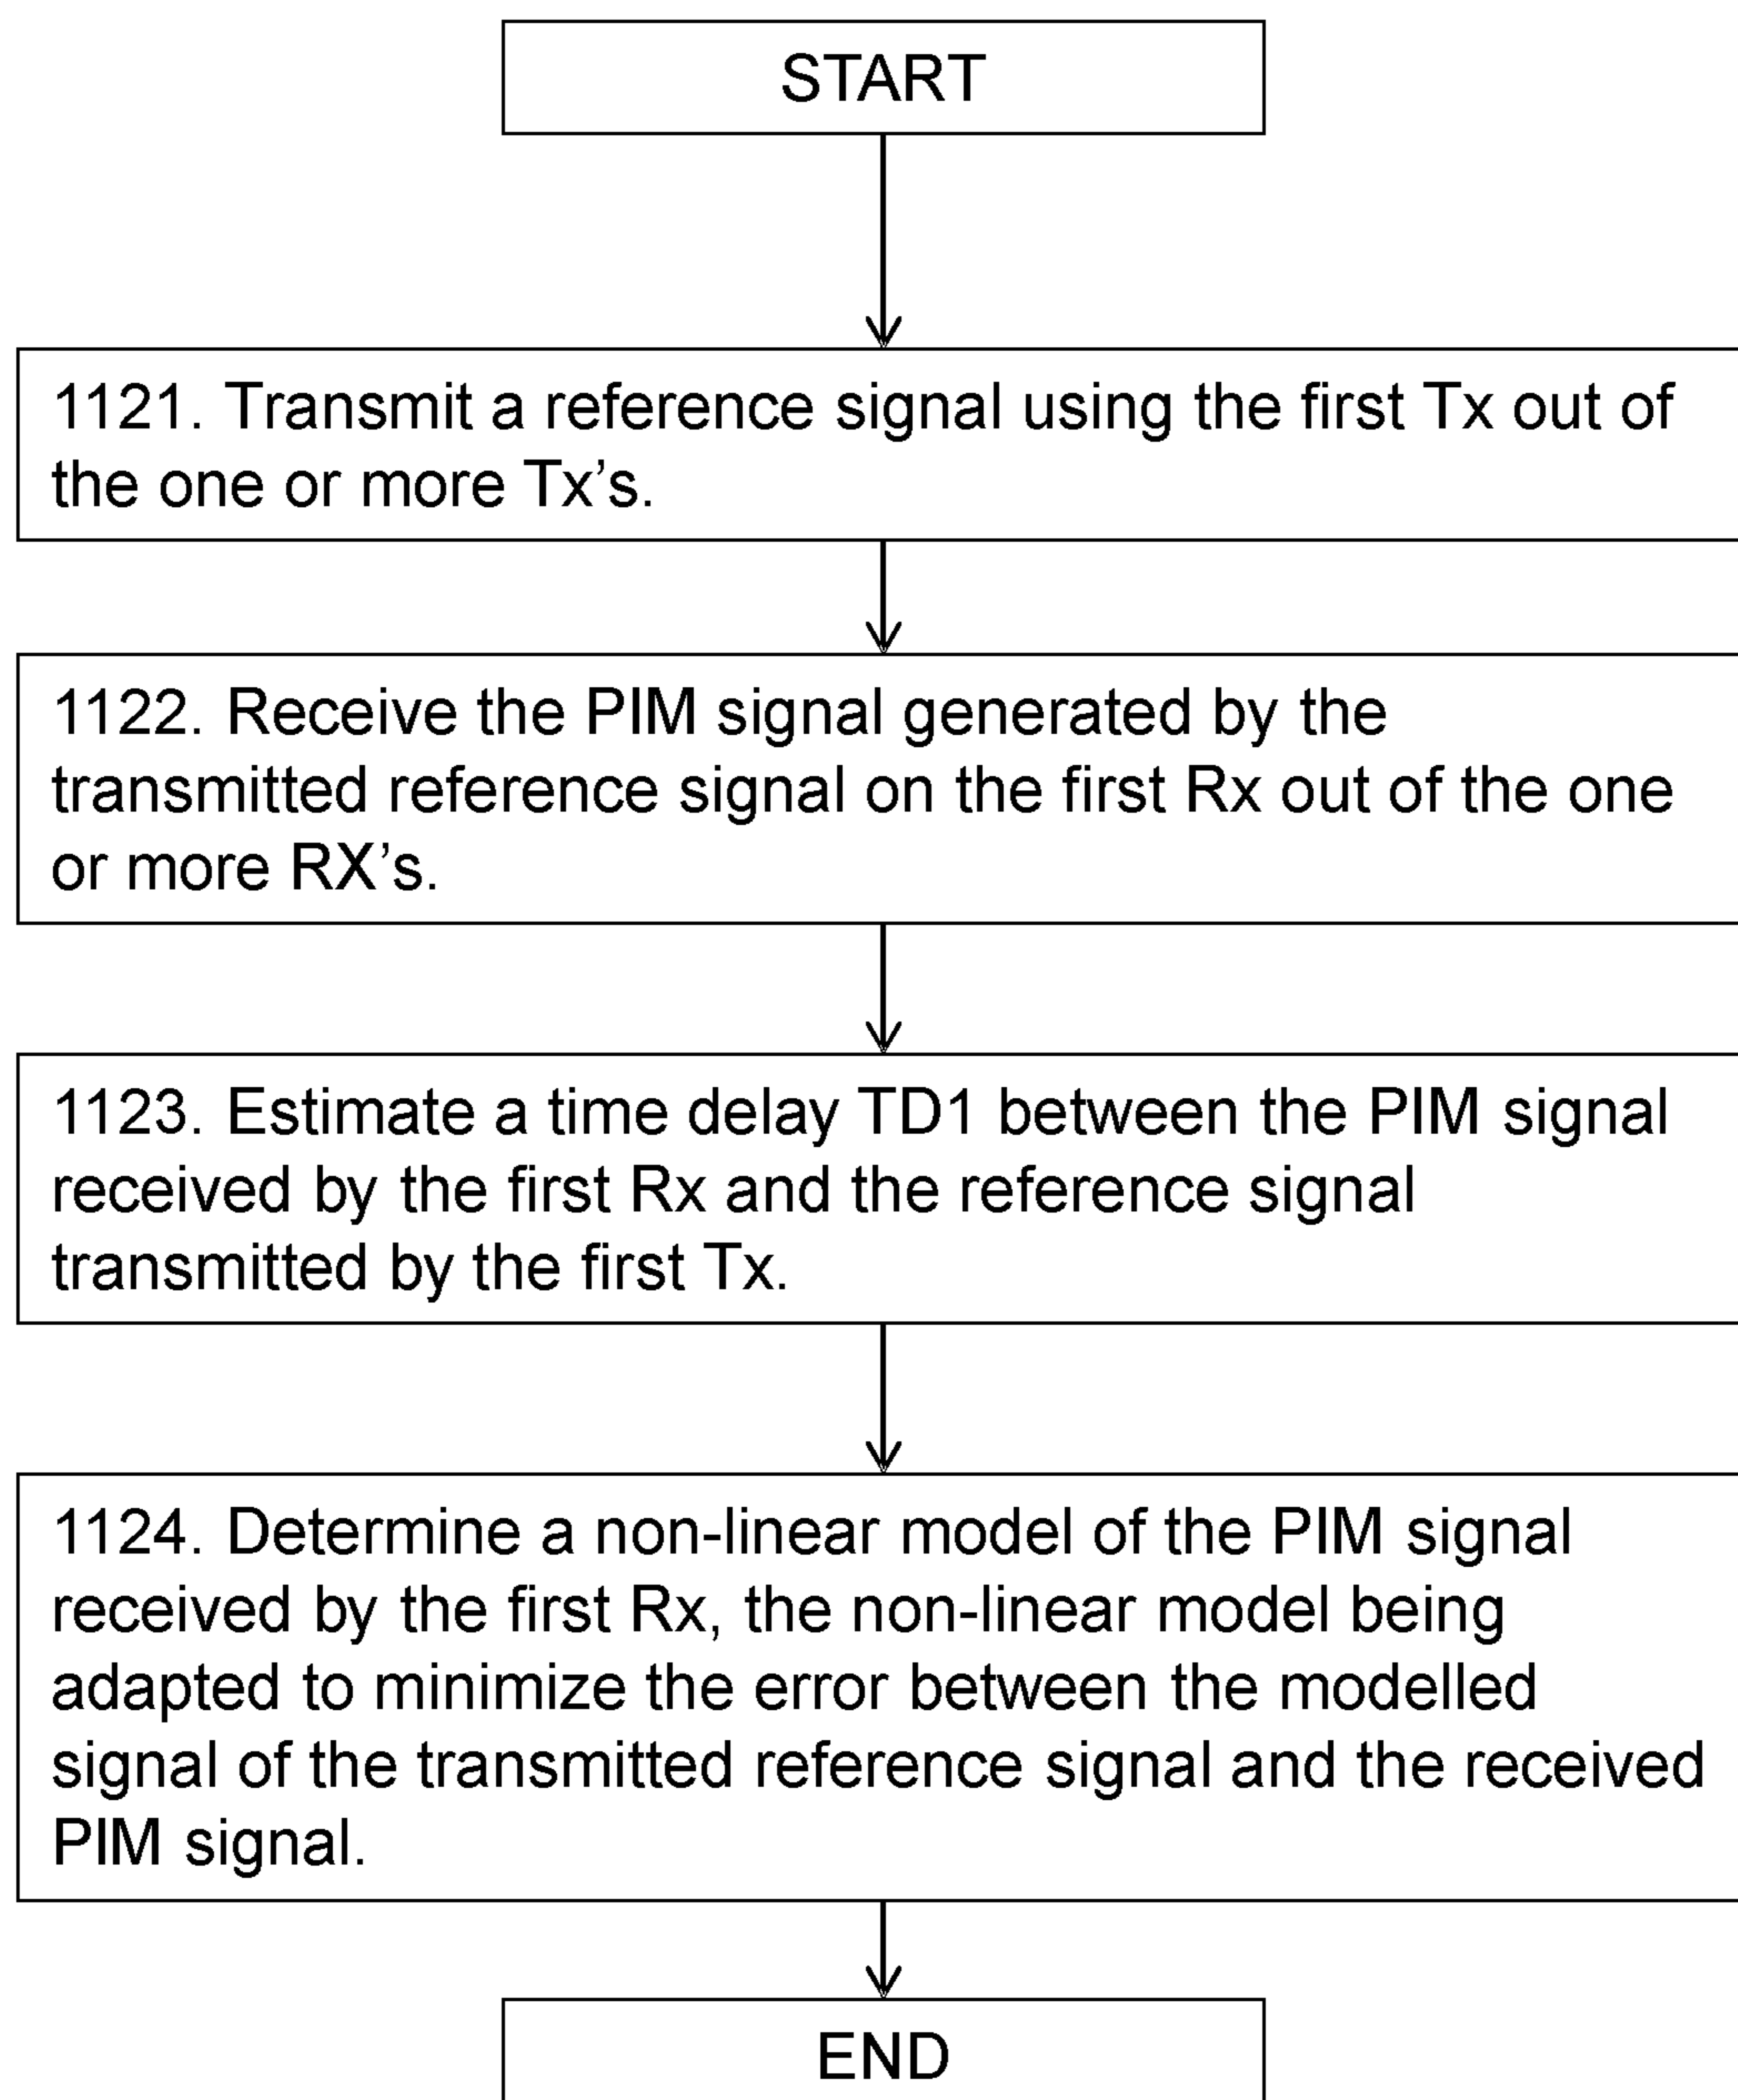 START
1121. Transmit a reference signal using the first Tx out of
the one or more Tx’s.
1122. Receive the PIM signal generated by the
transmitted reference signal on the first Rx out of the one
or more RX’s.
1123. Estimate a time delay TD1 between the PIM signal
received by the first Rx and the reference signal
transmitted by the first Tx.
1124. Determine a non-linear model of the PIM signal
received by the first Rx, the non-linear model being
adapted to minimize the error between the modelled
signal of the transmitted reference signal and the received
PIM signal.
END